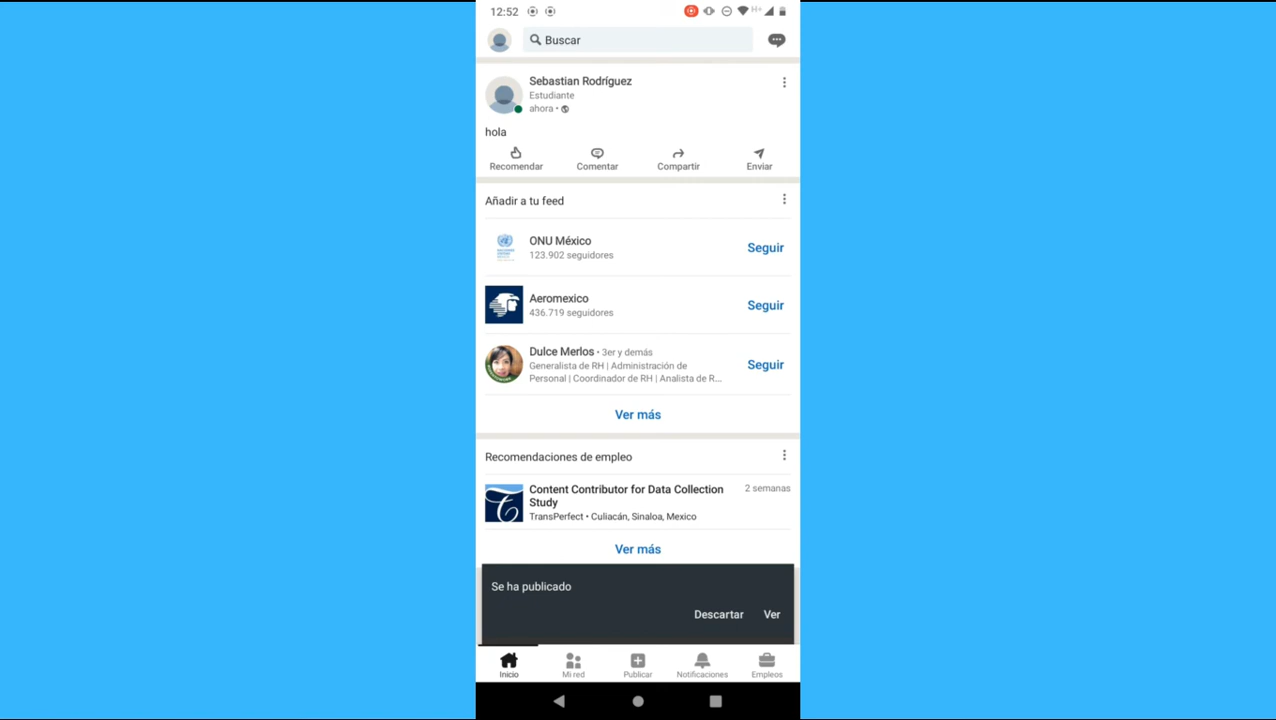 12:52
H+
Buscar
Sebastian Rodríguez
Estudiante
ahora •
hola
Recomendar
Comentar
Compartir
Enviar
Añadir a tu feed
ONU México
123.902 seguidores
Seguir
Aeromexico
436.719 seguidores
Seguir
Dulce Merlos • 3er y demás
Generalista de RH | Administración de
Personal | Coordinador de RH | Analista de R...
Seguir
Ver más
Recomendaciones de empleo
Content Contributor for Data Collection
Study
2 semanas
TransPerfect • Culiacán, Sinaloa, Mexico
Ver más
Se ha publicado
Descartar
Ver
Inicio
Mi red
Publicar
Notificaciones
Empleos